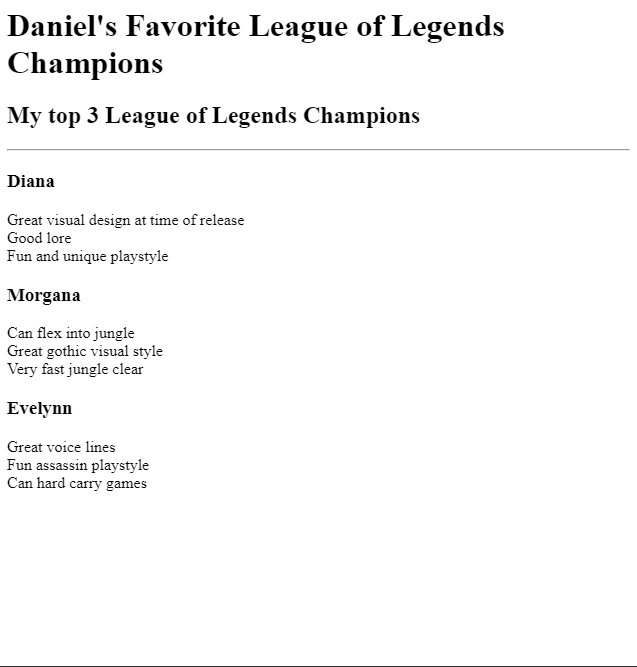 Daniel's Favorite League of Legends
Champions
My top 3 League of Legends Champions
Diana
Great visual design at time of release
Good lore
Fun and unique playstyle
Morgana
Can flex into jungle
Great gothic visual style
Very fast jungle clear
Evelynn
Great voice lines
Fun assassin playstyle
Can hard carry games